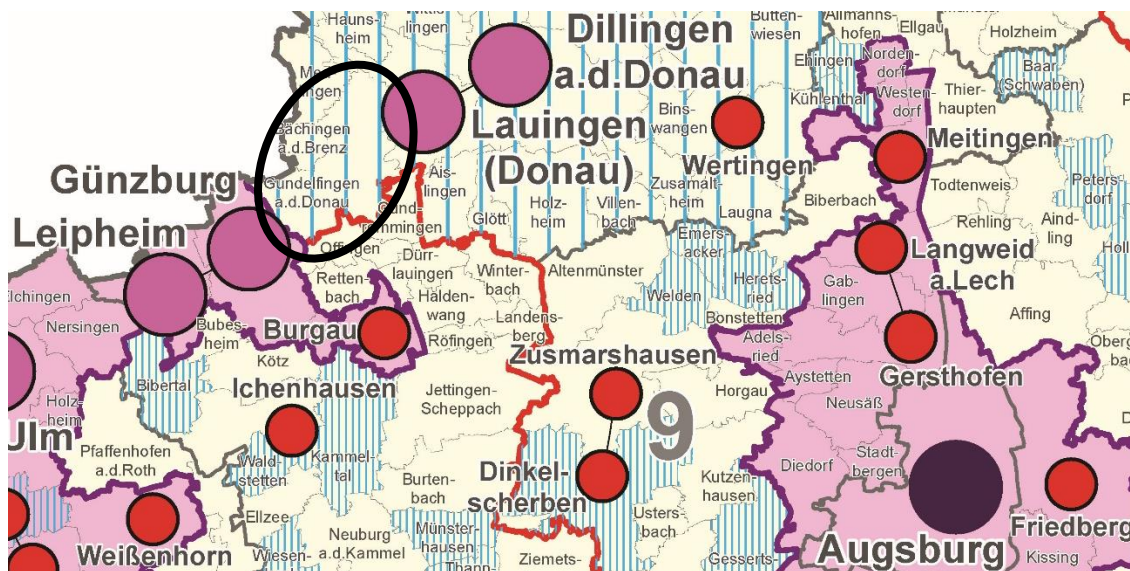 Hauns-
heim
Wittis-
lingen
Dillingen
a.d.Donau
Butten-
wiesen
Allmanns-
hofen
Ellgau
Holzheim
Ehingen
Norden-
dorf
Baar
(Schwaben)
Kühlenthal
Westen-
dorf
Thier-
haupten
Bins-
wangen
Lauingen
(Donau)
Wertingen
Meitingen
Bächingen
a.d.Brenz
Günzburg
Gundelfingen
a.d.Donau
Ais-
lingen
Gund-
remmingen
Glött
Holz-
heim
Villen-
bach
Zusamalt-
heim
Laugna
Biberbach
Todtenweis
Peters-
dorf
Rehling
Aind-
ling
Leipheim
Offingen
Dürr-
lauingen
Winter-
bach
Altenmünster
Emers-
acker
Langweid
a.Lech
Retten-
bach
Halden-
wang
Welden
Herets-
ried
Gab-
lingen
Nersingen
Bubes-
heim
Burgau
Röfingen
Landens-
berg
Bonstetten
Adels-
ried
Affing
Kötz
Zusmarshausen
Bibertal
Ichenhausen
Jettingen-
Scheppach
Horgau
Aystetten
Gersthofen
Holz-
heim
9
Neusäß
Ulm
Pfaffenhofen
a.d.Roth
Kammel-
tal
Wald-
stetten
Dinkel-
scherben
Diedorf
Stadt-
bergen
Burten-
bach
Kutzen-
hausen
Ellzee
Weißenhorn
Neuburg
a.d.Kammel
Münster-
hausen
Usters-
bach
Augsburg
Friedberg
Kissing
Wiesen-
Thann-
Ziemets-
Gesserts-